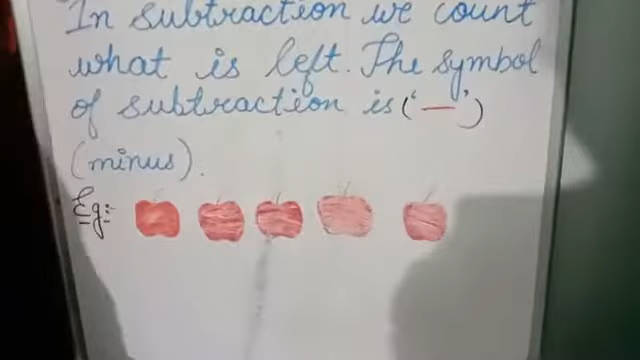 In subtraction we count
what is left. The symbol
of subtraction is ('—')
(minus).
Eg:-